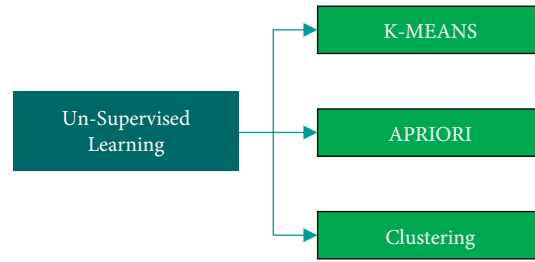 Un-Supervised
Learning
K-MEANS
APRIORI
Clustering